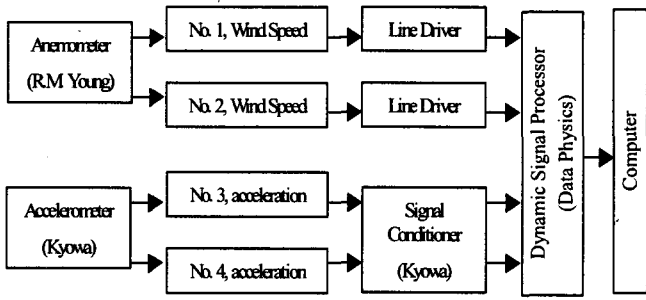 Anemometer
(R.M Young)
No. 1, Wind Speed
Line Driver
No. 2, Wind Speed
Line Driver
Accelerometer
(Kyowa)
No. 3, acceleration
No. 4, acceleration
Signal
Conditioner
(Kyowa)
Dynamic Signal Processor
(Data Physics)
Computer